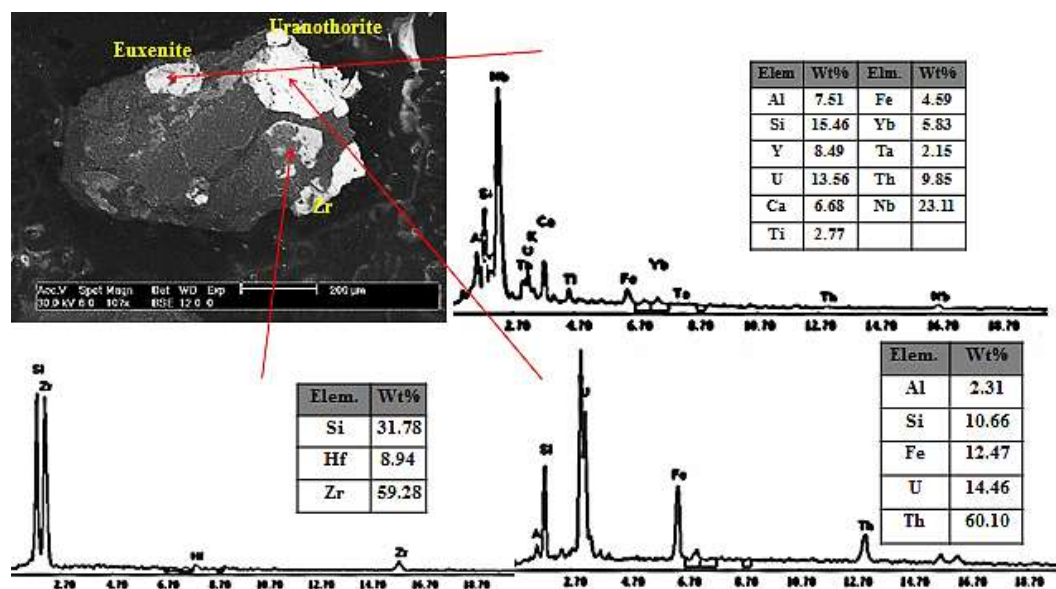 Uranothorite
Euxenite
Zr
Acc.V Spot Magn Det WD Exp
30.0 kV 6.0 107x BSE 12.0 0
200 µm
Elem Wt% Elm. Wt%
Al 7.51 Fe 4.59
Si 15.46 Yb 5.83
Y 8.49 Ta 2.15
U 13.56 Th 9.85
Ca 6.68 Nb 23.11
Ti 2.77
Nb
Si
Ca
K
U
Ti
Fe
Yb
Ta
Th
Nb
2.70 4.70 6.70 8.70 10.70 12.70 14.70 16.70 18.70
Si
Zr
Elem. Wt%
Si 31.78
Hf 8.94
Zr 59.28
Hf
Zr
2.70 4.70 6.70 8.70 10.70 12.70 14.70 16.70 18.70
Elem. Wt%
Al 2.31
Si 10.66
Fe 12.47
U 14.46
Th 60.10
U
Si
Fe
Th
2.70 4.70 6.70 8.70 10.70 12.70 14.70 16.70 18.70